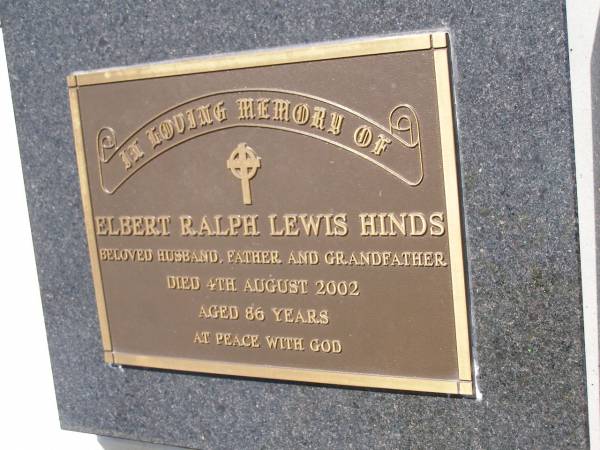 IN LOVING MEMORY OF
ELBERT RALPH LEWIS HINDS
BELOVED HUSBAND, FATHER AND GRANDFATHER
DIED 4TH AUGUST 2002
AGED 86 YEARS
AT PEACE WITH GOD